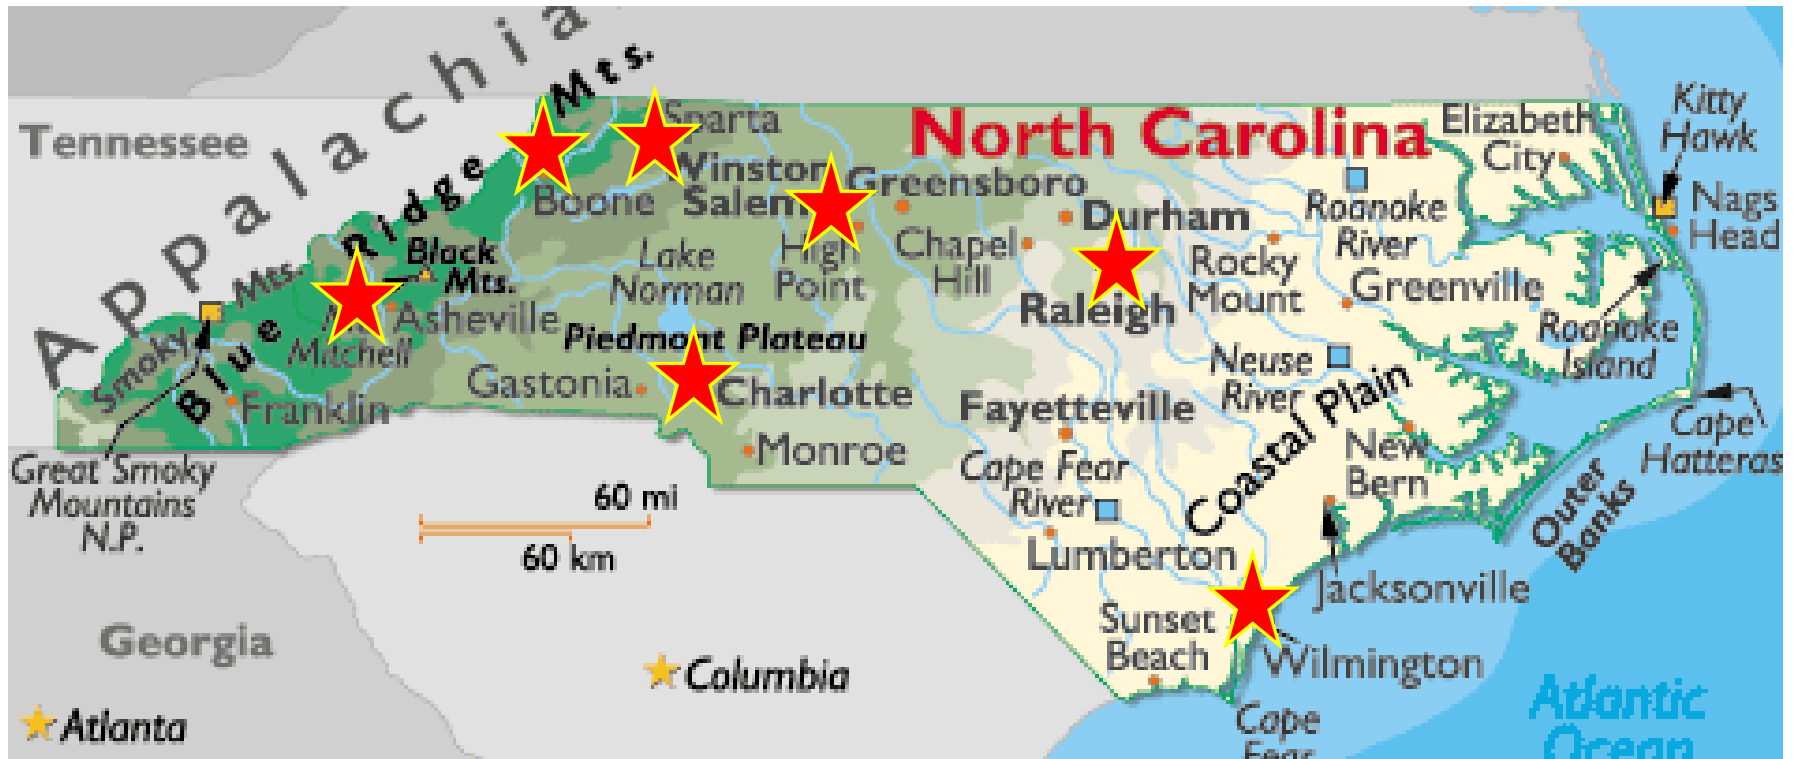 Appalachia
Mts.
Tennessee
Sparta
North Carolina
Elizabeth
City
Kitty
Hawk
Blue Ridge
Boone
Winston
Salem
Greensboro
Durham
Roanoke
River
Nags
Head
Smoky Mts.
Black
Mts.
Lake
Norman
High
Point
Chapel
Hill
Rocky
Mount
Greenville
Raleigh
Roanoke
Island
Asheville
Mitchell
Piedmont Plateau
Neuse
River
Gastonia
Charlotte
Franklin
Fayetteville
Coastal Plain
New
Bern
Cape
Hatteras
Monroe
Great Smoky
Mountains
N.P.
Cape Fear
River
Outer
Banks
60 mi
60 km
Lumberton
Jacksonville
Georgia
Sunset
Beach
Wilmington
Columbia
Atlanta
Cape
Fear
Atlantic
Ocean